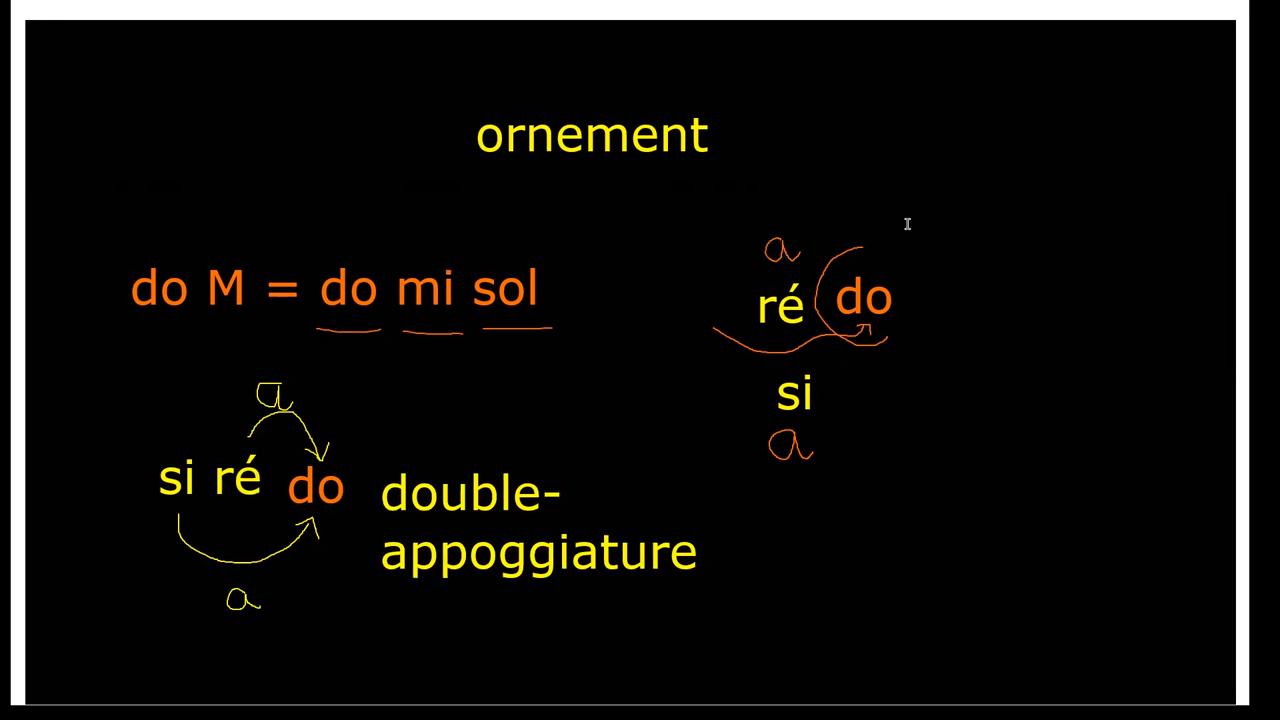 ornement
do M = do mi sol
a
ré do
si
a
a
si ré do
a
double-
appoggiature